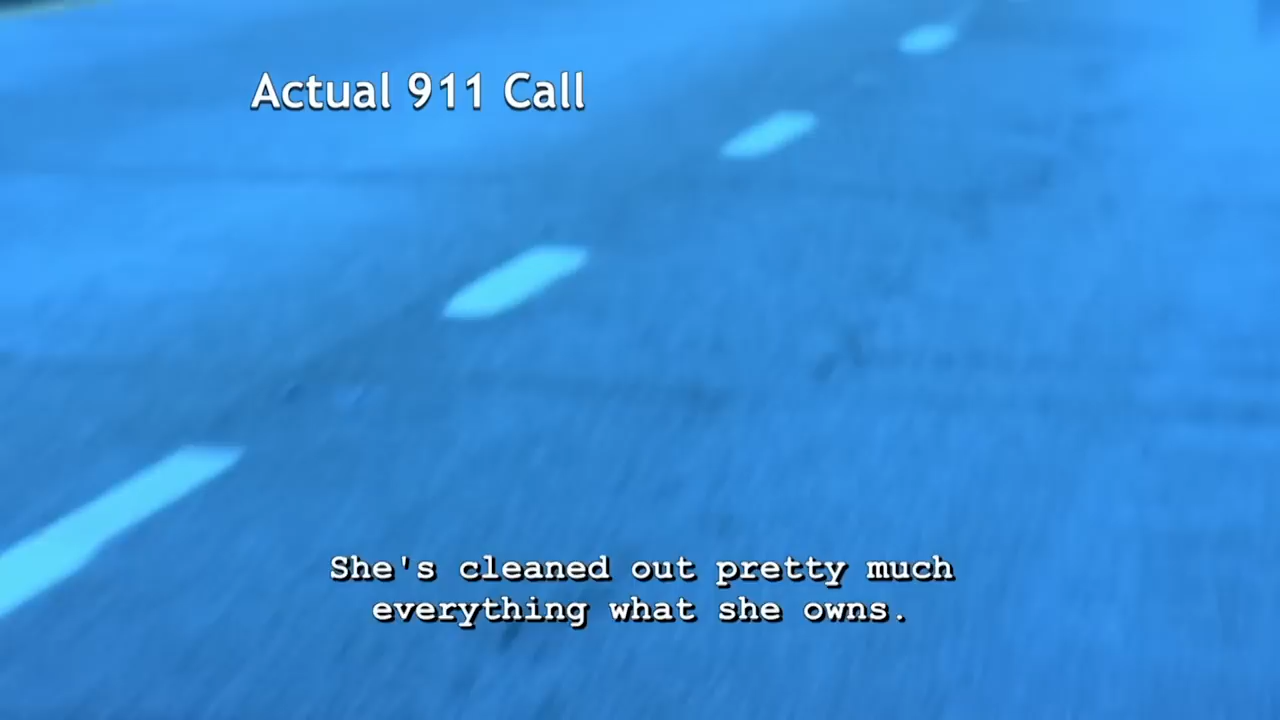 Actual 911 Call
She's cleaned out pretty much
everything what she owns.